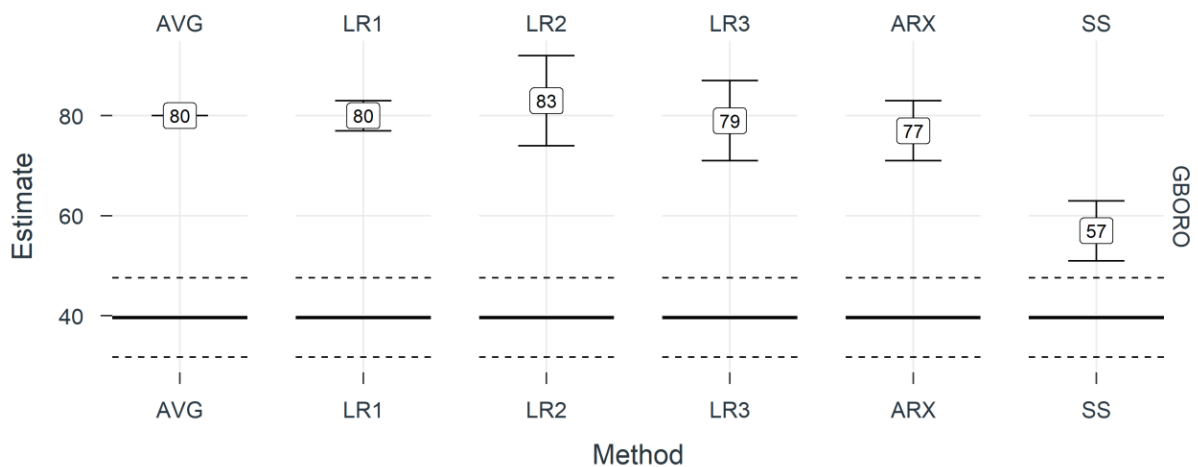 AVG LR1 LR2 LR3 ARX SS
Estimate
80
60
40
80
80
83
79
77
57
GBORO
AVG LR1 LR2 LR3 ARX SS
Method